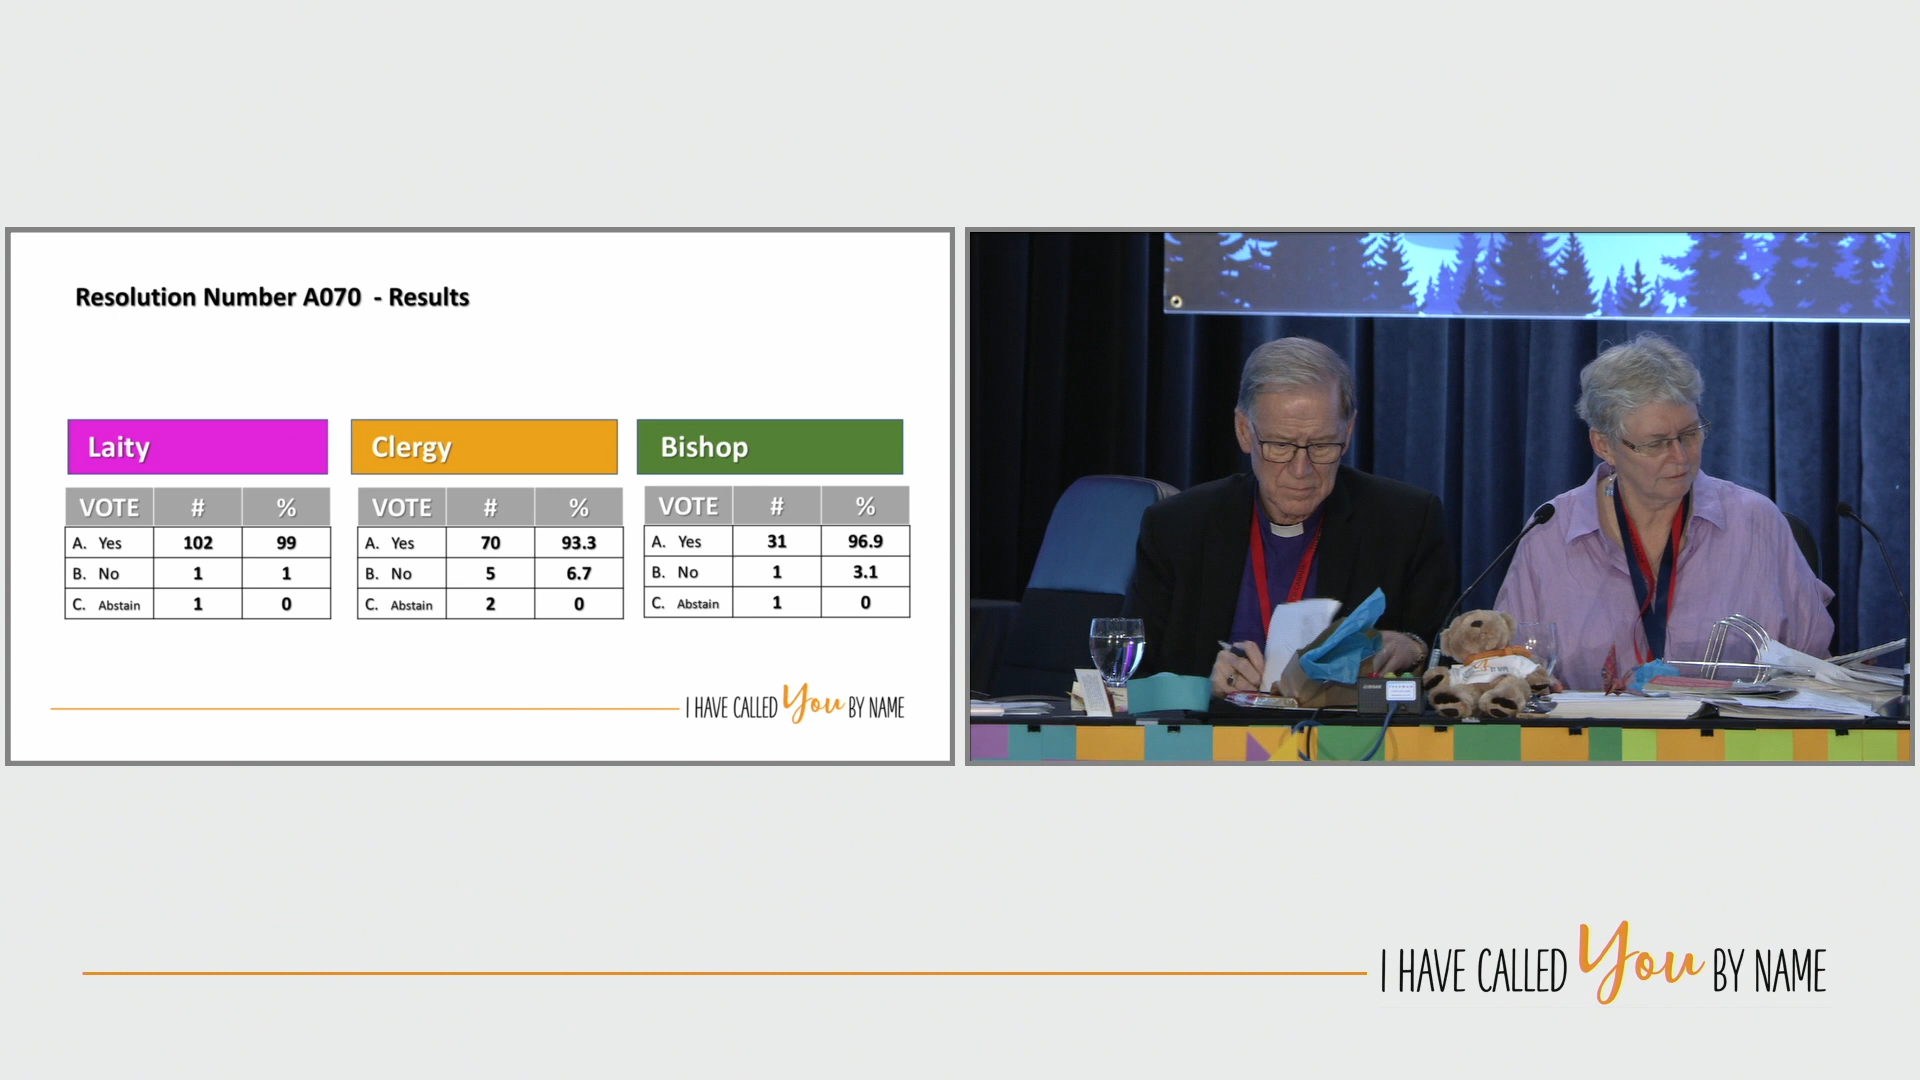 Resolution Number A070 - Results
Laity
VOTE # %
A. Yes 102 99
B. No 1 1
C. Abstain 1 0
Clergy
VOTE # %
A. Yes 70 93.3
B. No 5 6.7
C. Abstain 2 0
Bishop
VOTE # %
A. Yes 31 96.9
B. No 1 3.1
C. Abstain 1 0
I HAVE CALLED You BY NAME
I HAVE CALLED You BY NAME